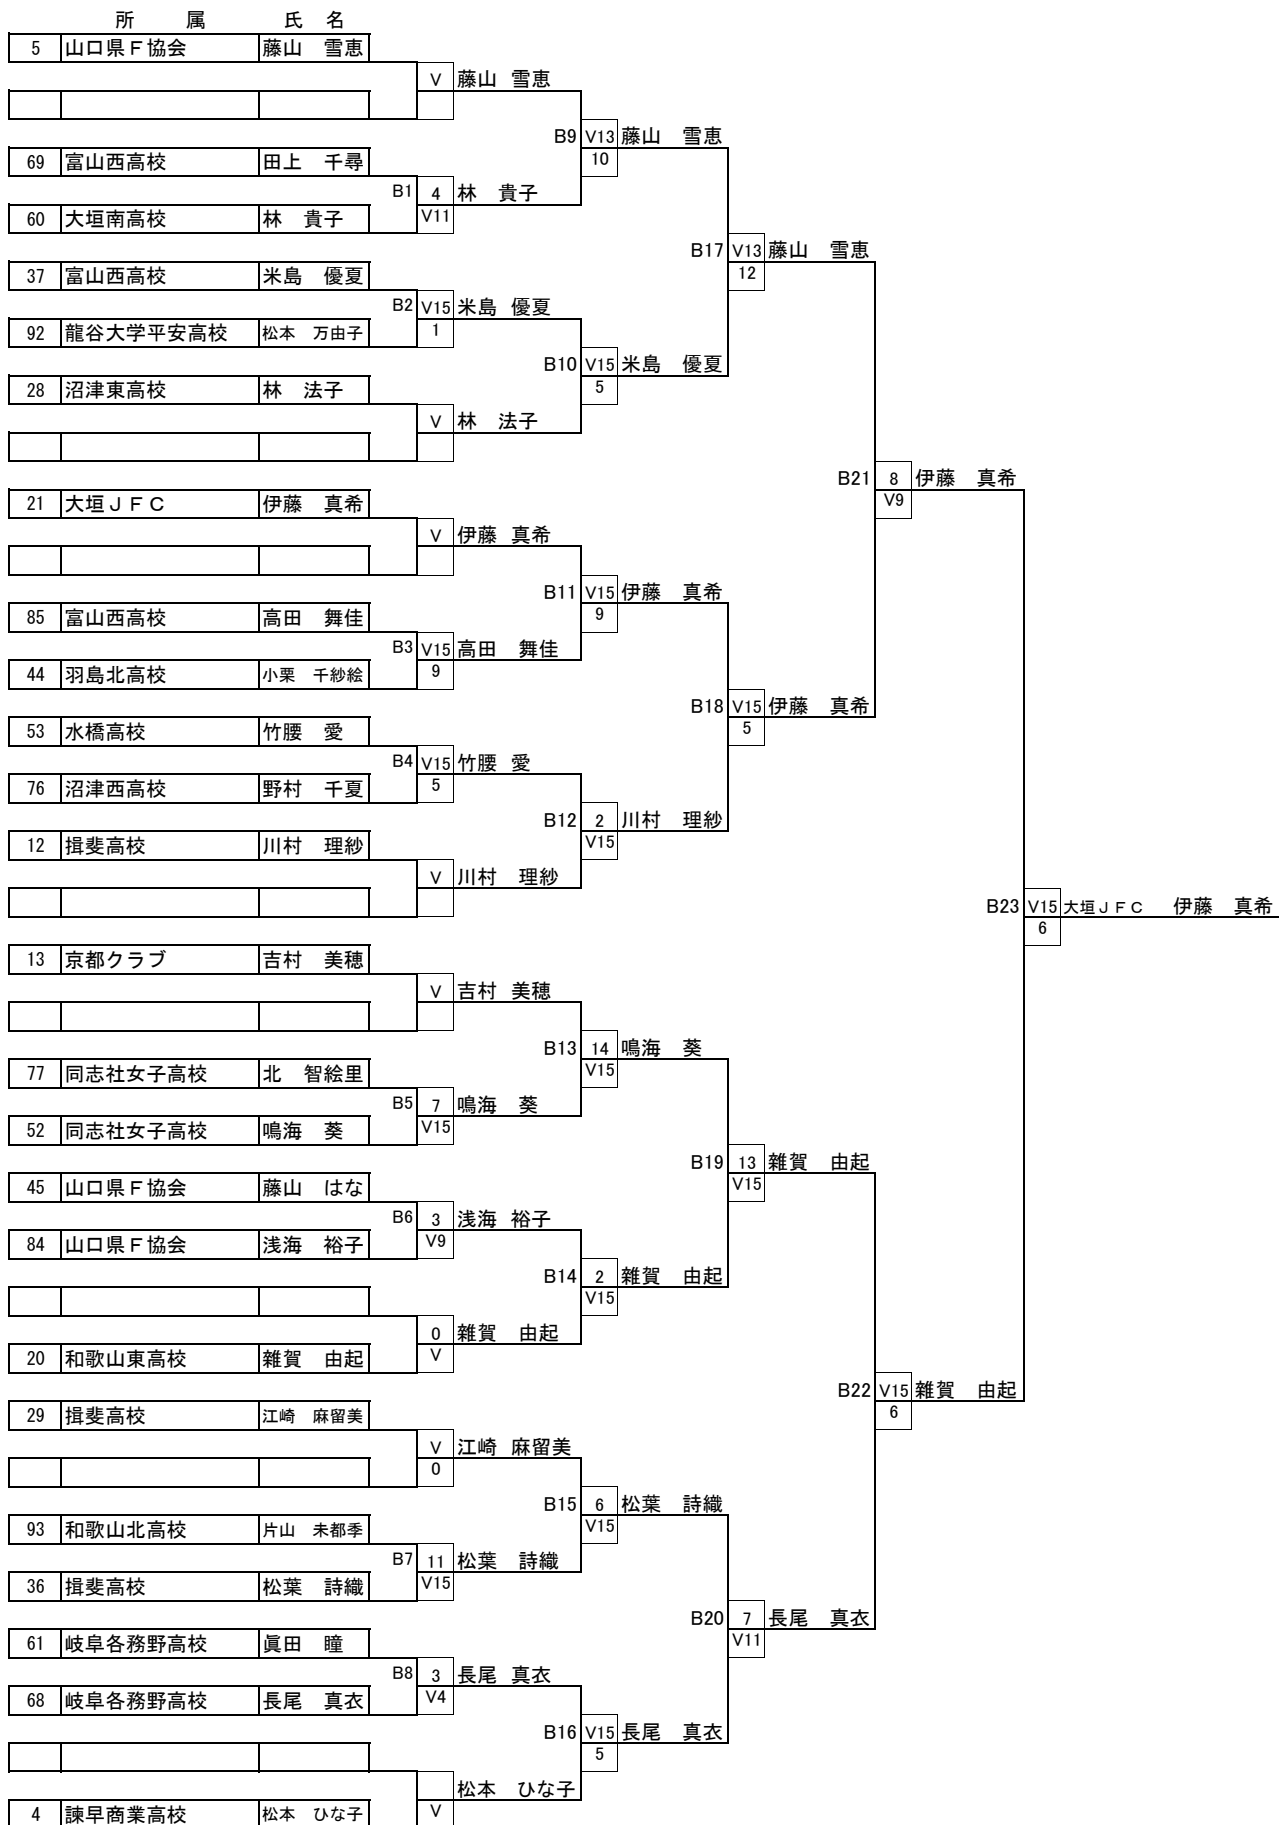 所　属　氏 名
5 山口県Ｆ協会 藤山 雪恵
V 藤山 雪恵
B9 V13 藤山 雪恵
10
69 富山西高校 田上 千尋
B1 4 林 貴子
V11
60 大垣南高校 林 貴子
B17 V13 藤山 雪恵
12
37 富山西高校 米島 優夏
B2 V15 米島 優夏
1
92 龍谷大学平安高校 松本 万由子
B10 V15 米島 優夏
5
28 沼津東高校 林 法子
V 林 法子
B21 8 伊藤 真希
V9
21 大垣ＪＦＣ 伊藤 真希
V 伊藤 真希
B11 V15 伊藤 真希
9
85 富山西高校 高田 舞佳
B3 V15 高田 舞佳
9
44 羽島北高校 小栗 千紗絵
B18 V15 伊藤 真希
5
53 水橋高校 竹腰 愛
B4 V15 竹腰 愛
5
76 沼津西高校 野村 千夏
B12 2 川村 理紗
V15
12 揖斐高校 川村 理紗
V 川村 理紗
B23 V15 大垣ＪＦＣ 伊藤 真希
6
13 京都クラブ 吉村 美穂
V 吉村 美穂
B13 14 鳴海 葵
V15
77 同志社女子高校 北 智絵里
B5 7 鳴海 葵
V15
52 同志社女子高校 鳴海 葵
B19 13 雑賀 由起
V15
45 山口県Ｆ協会 藤山 はな
B6 3 浅海 裕子
V9
84 山口県Ｆ協会 浅海 裕子
B14 2 雑賀 由起
V15
0 雑賀 由起
V
20 和歌山東高校 雑賀 由起
B22 V15 雑賀 由起
6
29 揖斐高校 江崎 麻留美
V 江崎 麻留美
0
B15 6 松葉 詩織
V15
93 和歌山北高校 片山 未都季
B7 11 松葉 詩織
V15
36 揖斐高校 松葉 詩織
B20 7 長尾 真衣
V11
61 岐阜各務野高校 眞田 瞳
B8 3 長尾 真衣
V4
68 岐阜各務野高校 長尾 真衣
B16 V15 長尾 真衣
5
松本 ひな子
V
4 諫早商業高校 松本 ひな子